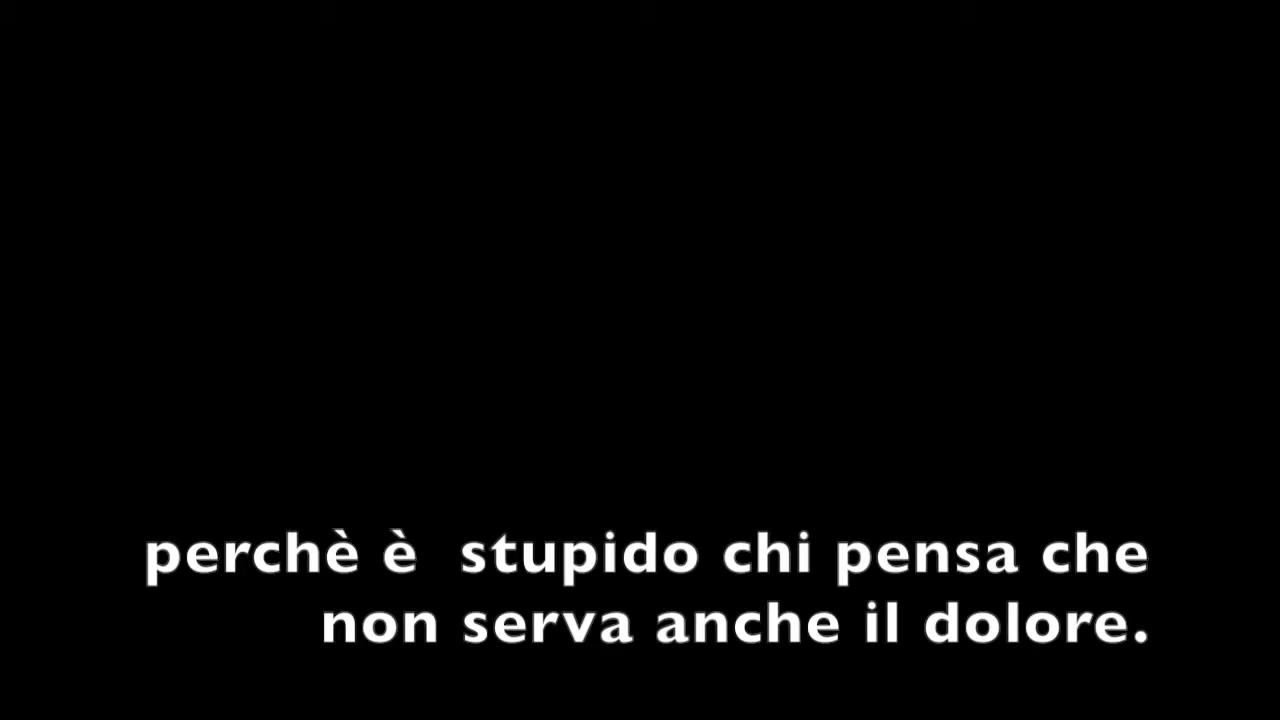 perchè è  stupido chi pensa che
non serva anche il dolore.